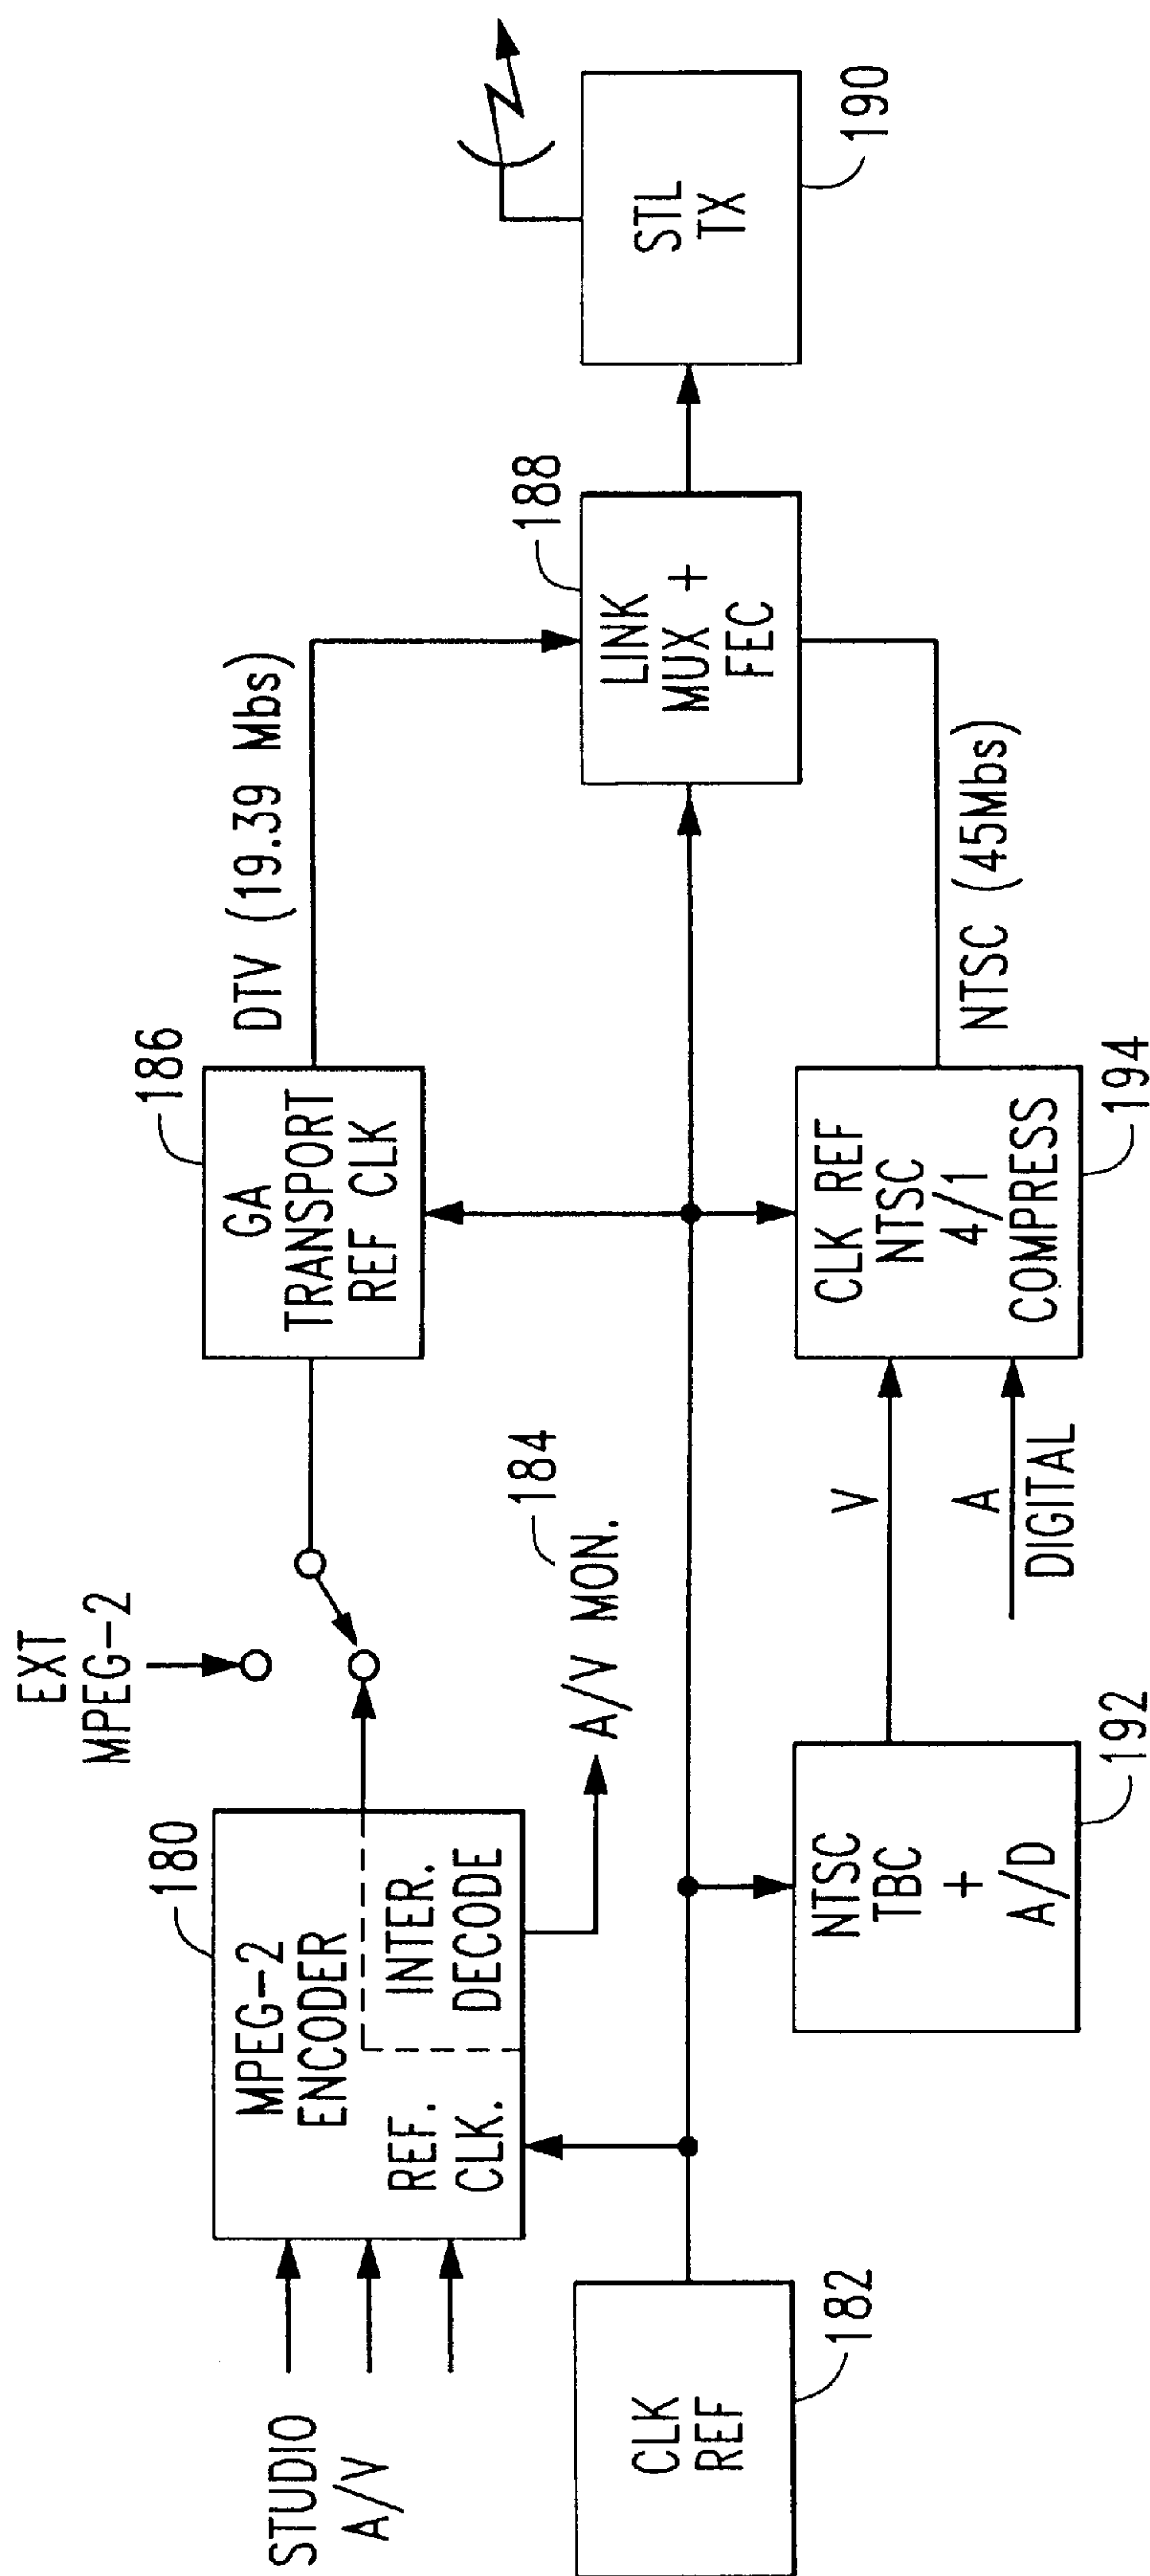 STUDIO
A/V
180
MPEG-2
ENCODER
REF.
CLK.
INTER.
DECODE
EXT
MPEG-2
184
A/V MON.
186
GA
TRANSPORT
REF CLK
DTV (19.39 Mbs)
CLK
REF
182
188
LINK
MUX +
FEC
STL
TX
190
NTSC
TBC
+
A/D
192
V
A
DIGITAL
CLK REF
NTSC
4/1
COMPRESS
194
NTSC (45Mbs)